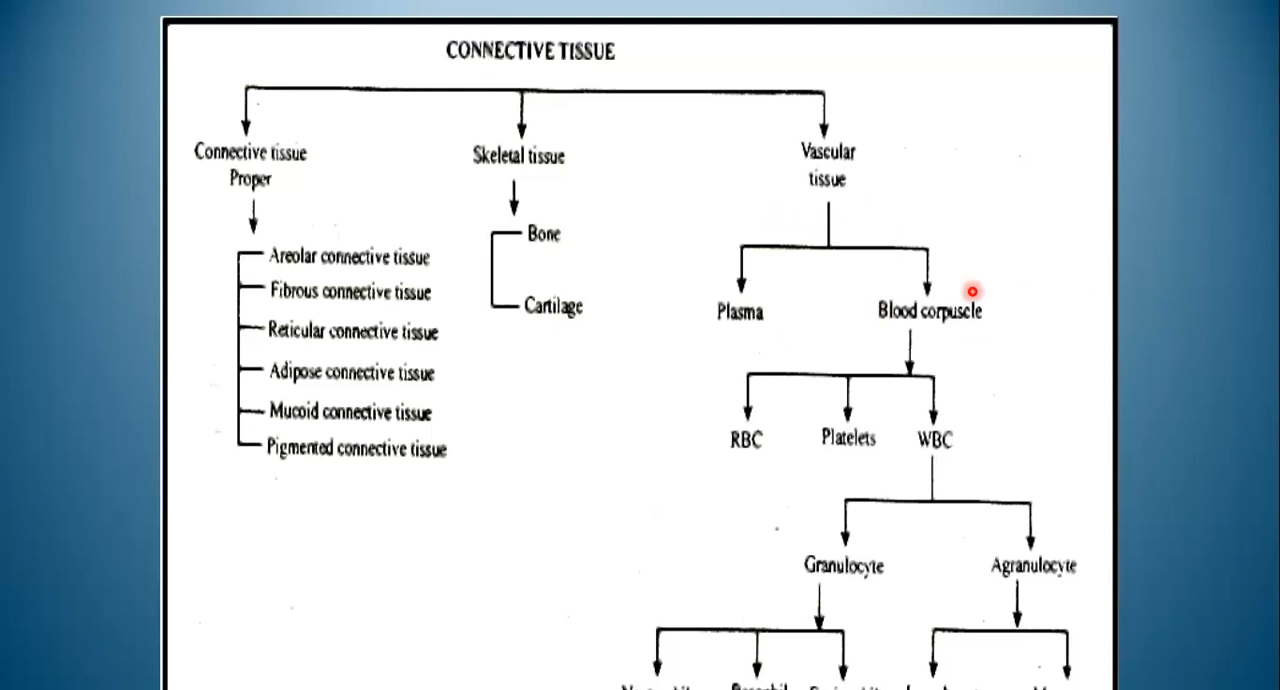 CONNECTIVE TISSUE
Connective tissue
Proper
Skeletal tissue
Vascular
tissue
Areolar connective tissue
Fibrous connective tissue
Reticular connective tissue
Adipose connective tissue
Mucoid connective tissue
Pigmented connective tissue
Bone
Cartilage
Plasma
Blood corpuscle
RBC
Platelets
WBC
Granulocyte
Agranulocyte